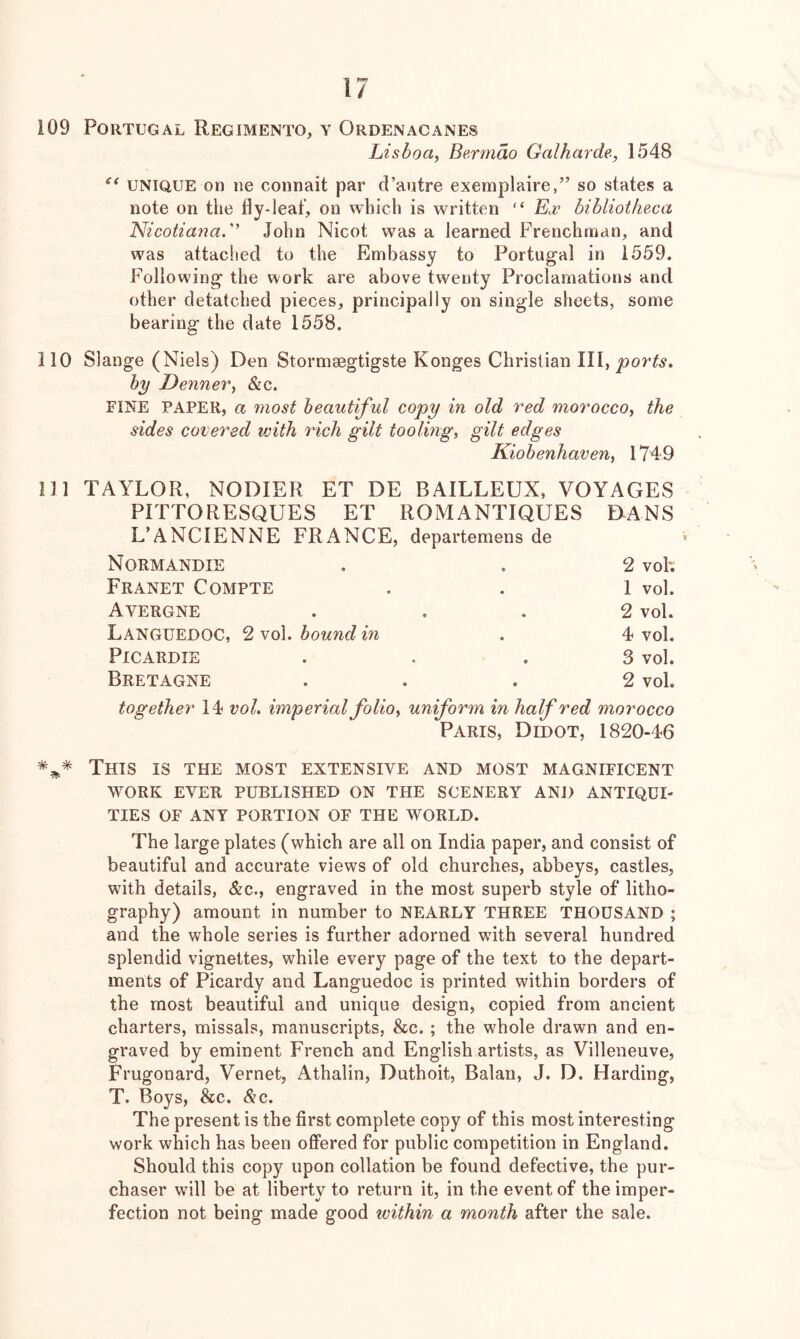 17
109 PORTUGAL REGIMENTO, Y ORDENACANES
Lisboa, Bermão Galharde, 1548
“ UNIQUE on ne connait par d’autre exemplaire,” so states a
note on the fly-leaf, on which is written “ Ex bibliotheca
Nicotiana.” John Nicot was a learned Frenchman, and
was attached to the Embassy to Portugal in 1559.
Following the work are above twenty Proclamations and
other detatched pieces, principally on single sheets, some
bearing the date 1558.
110 Slange (Niels) Den Stormægtigste Konges Christian III, ports.
by Denner, &c.
FINE PAPER, a most beautiful copy in old red morocco, the
sides covered with rich gilt tooling, gilt edges
Kiobenhaven, 1749
111 TAYLOR, NODIER ET DE BAILLEUX, VOYAGES
PITTORESQUES ET ROMANTIQUES DANS
L’ANCIENNE FRANCE, departemens de
NORMANDIE . . 2 vol.
FRANET COMPTE . . 1 vol.
AVERGNE . . . 2 vol.
LANGUEDOC, 2 vol. bound in . 4 vol.
PICARDIE . . . 3 vol.
BRETAGNE . . . 2 vol.
together 14 vol. imperial folio, uniform in half red morocco
PARIS, DIDOT, 1820-46
*** THIS IS THE MOST EXTENSIVE AND MOST MAGNIFICENT
WORK EVER PUBLISHED ON THE SCENERY AND ANTIQUI-
TIES OF ANY PORTION OF THE WORLD.
The large plates (which are all on India paper, and consist of
beautiful and accurate views of old churches, abbeys, castles,
with details, &c., engraved in the most superb style of litho-
graphy) amount in number to NEARLY THREE THOUSAND ;
and the whole series is further adorned with several hundred
splendid vignettes, while every page of the text to the depart-
ments of Picardy and Languedoc is printed within borders of
the most beautiful and unique design, copied from ancient
charters, missals, manuscripts, &c. ; the whole drawn and en-
graved by eminent French and English artists, as Villeneuve,
Frugonard, Vernet, Athalin, Duthoit, Balan, J. D. Harding,
T. Boys, &c. &c.
The present is the first complete copy of this most interesting
work which has been offered for public competition in England.
Should this copy upon collation be found defective, the pur-
chaser will be at liberty to return it, in the event of the imper-
fection not being made good within a month after the sale.